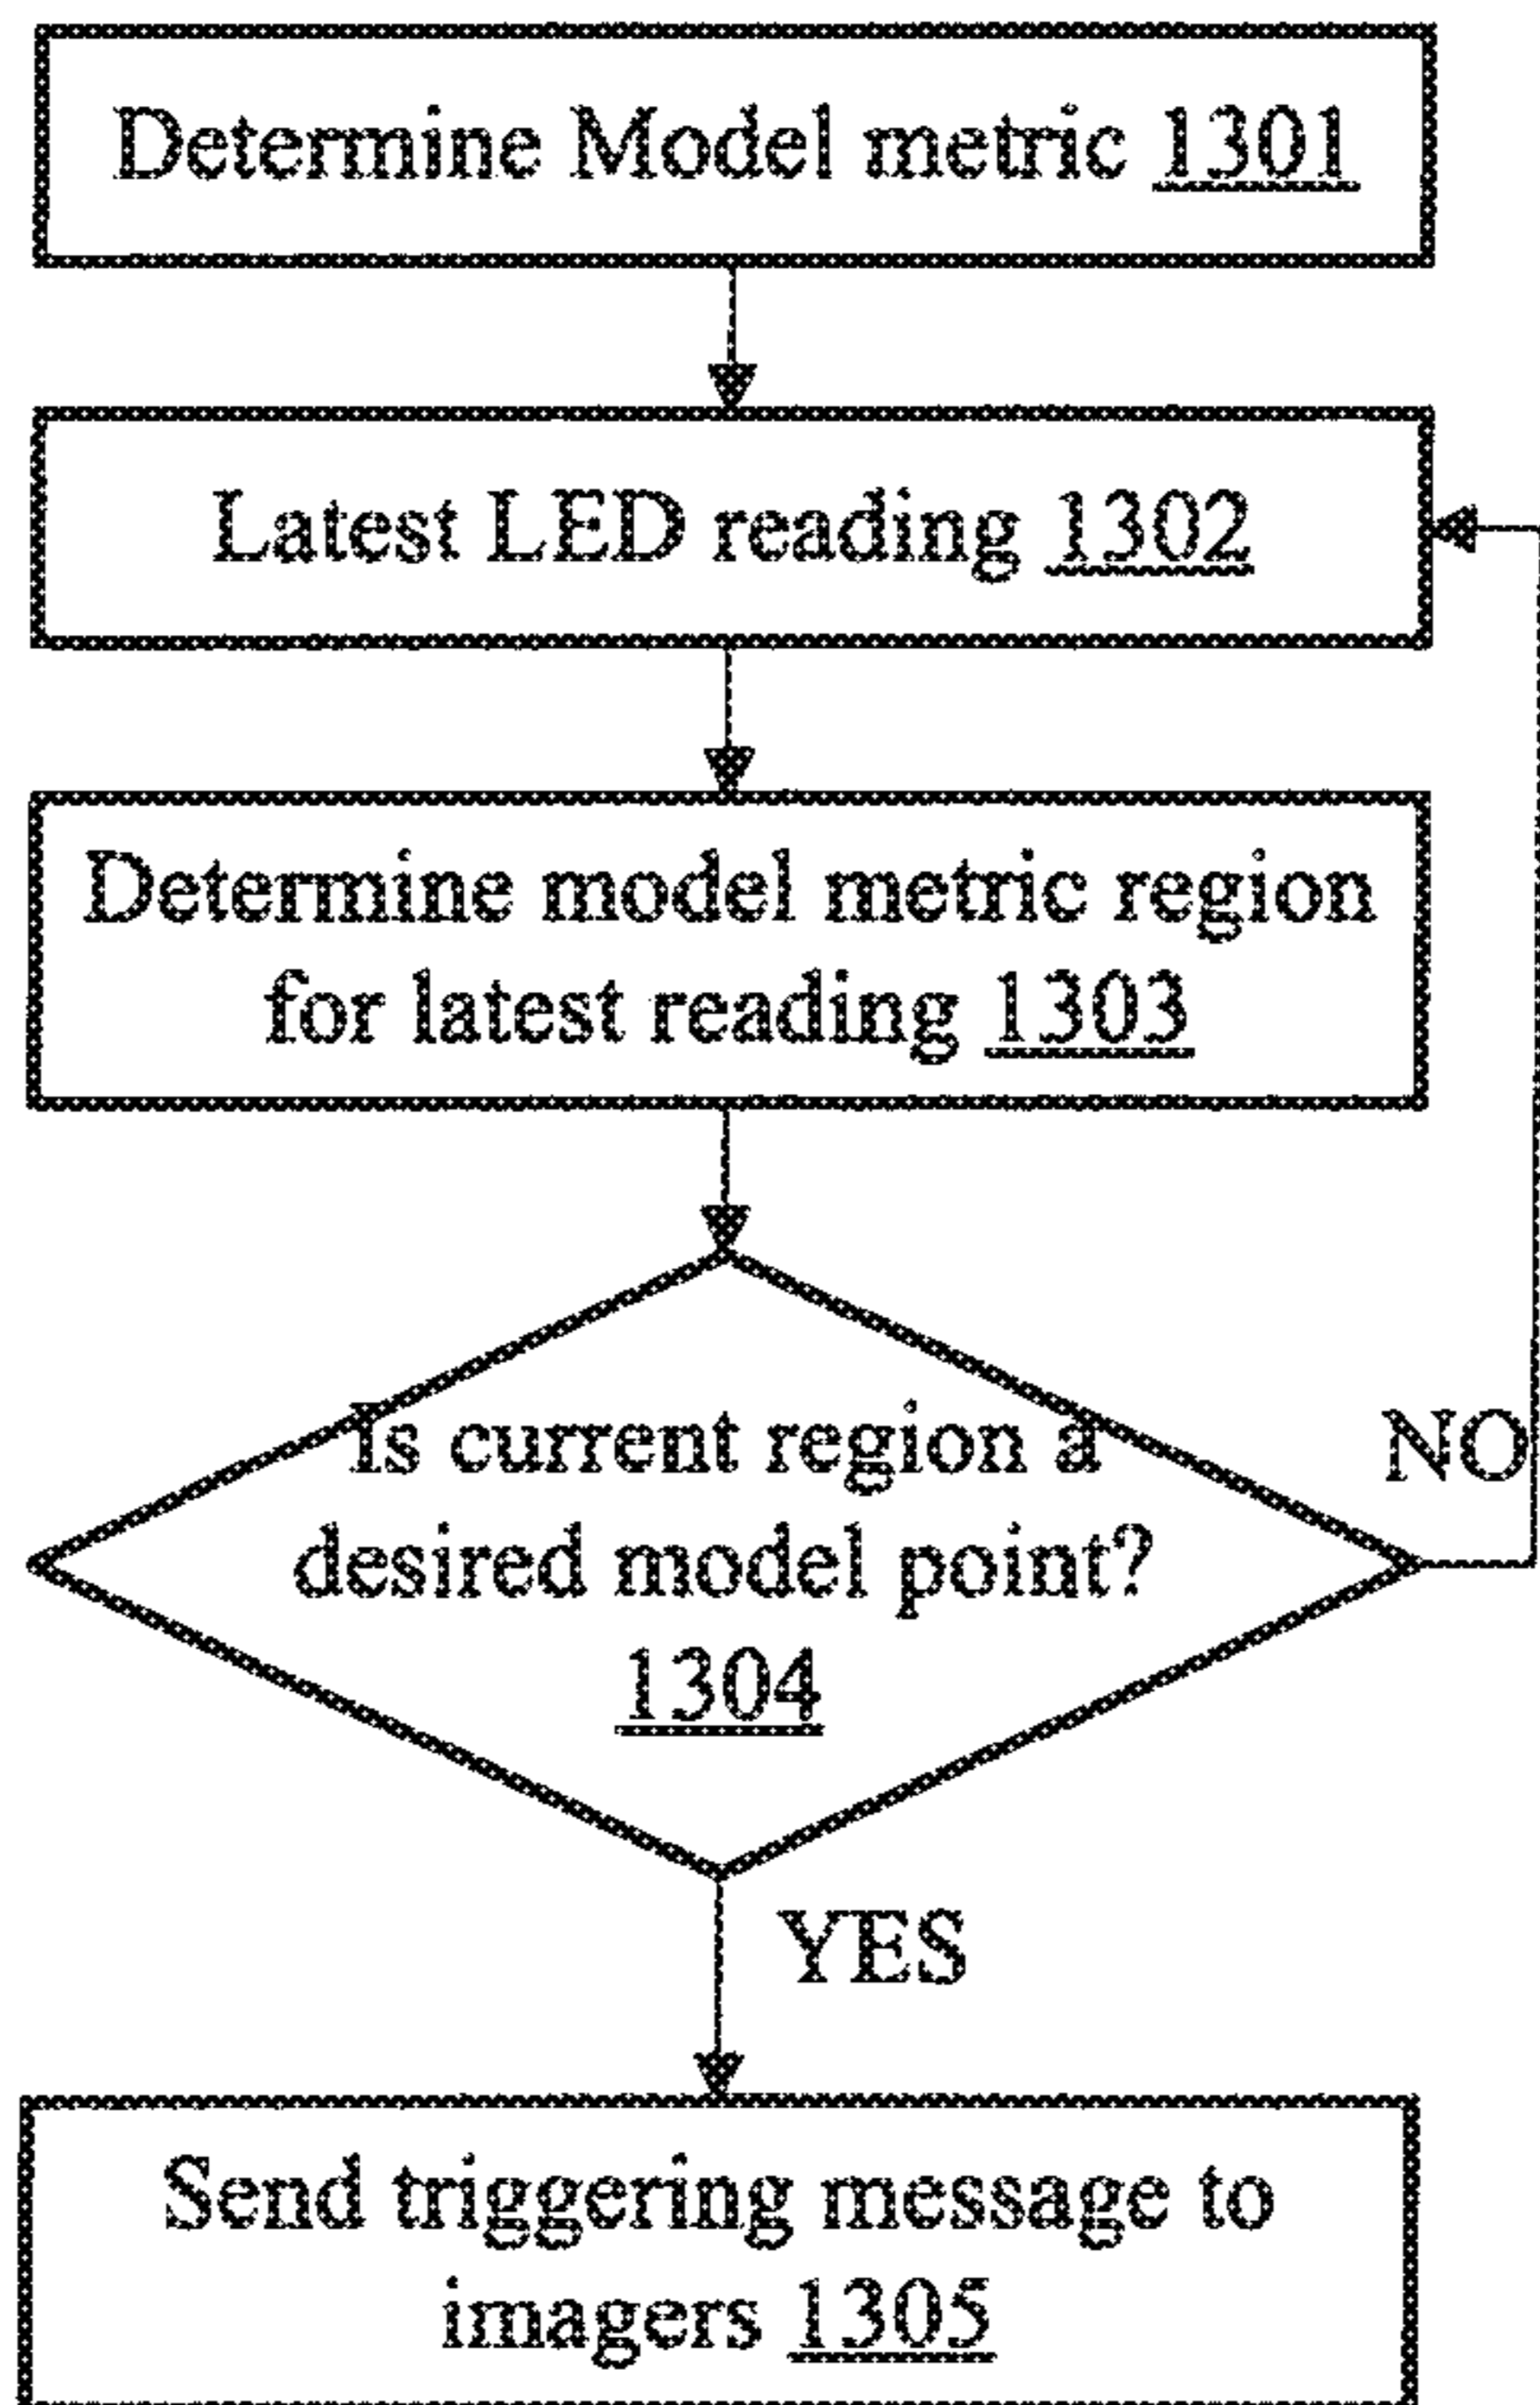 Determine Model metric 1301
Latest LED reading 1302
Determine model metric region
for latest reading 1303
Is current region a
desired model point?
1304
NO
YES
Send triggering message to
imagers 1305